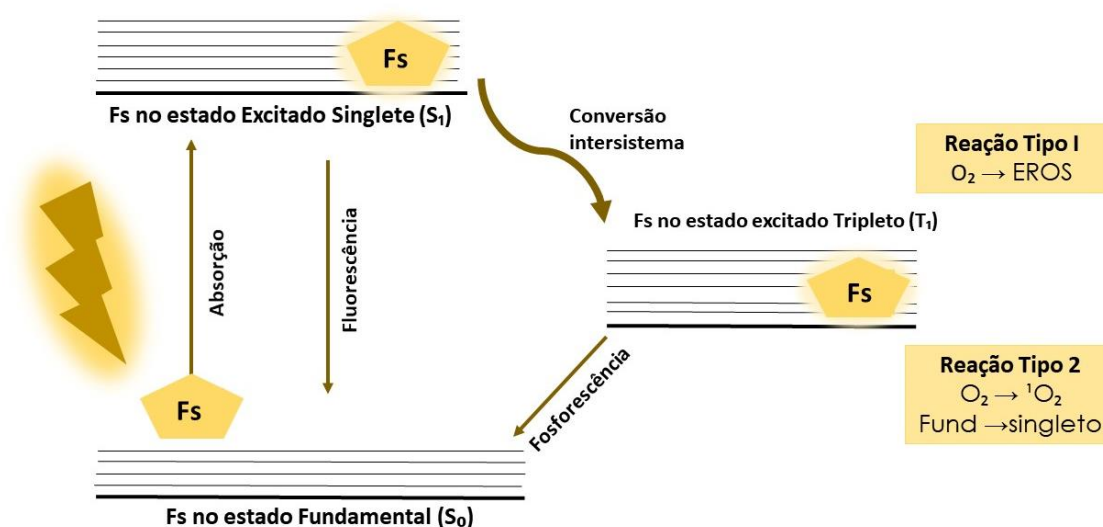 Fs
Fs no estado Excitado Singlete (S₁)
Conversão
intersistema
Reação Tipo I
O₂ → EROS
Fs no estado excitado Tripleto (T₁)
Fs
Absorção
Fluorescência
Fosforescência
Reação Tipo 2
O₂ → ¹O₂
Fund →singleto
Fs
Fs no estado Fundamental (S₀)